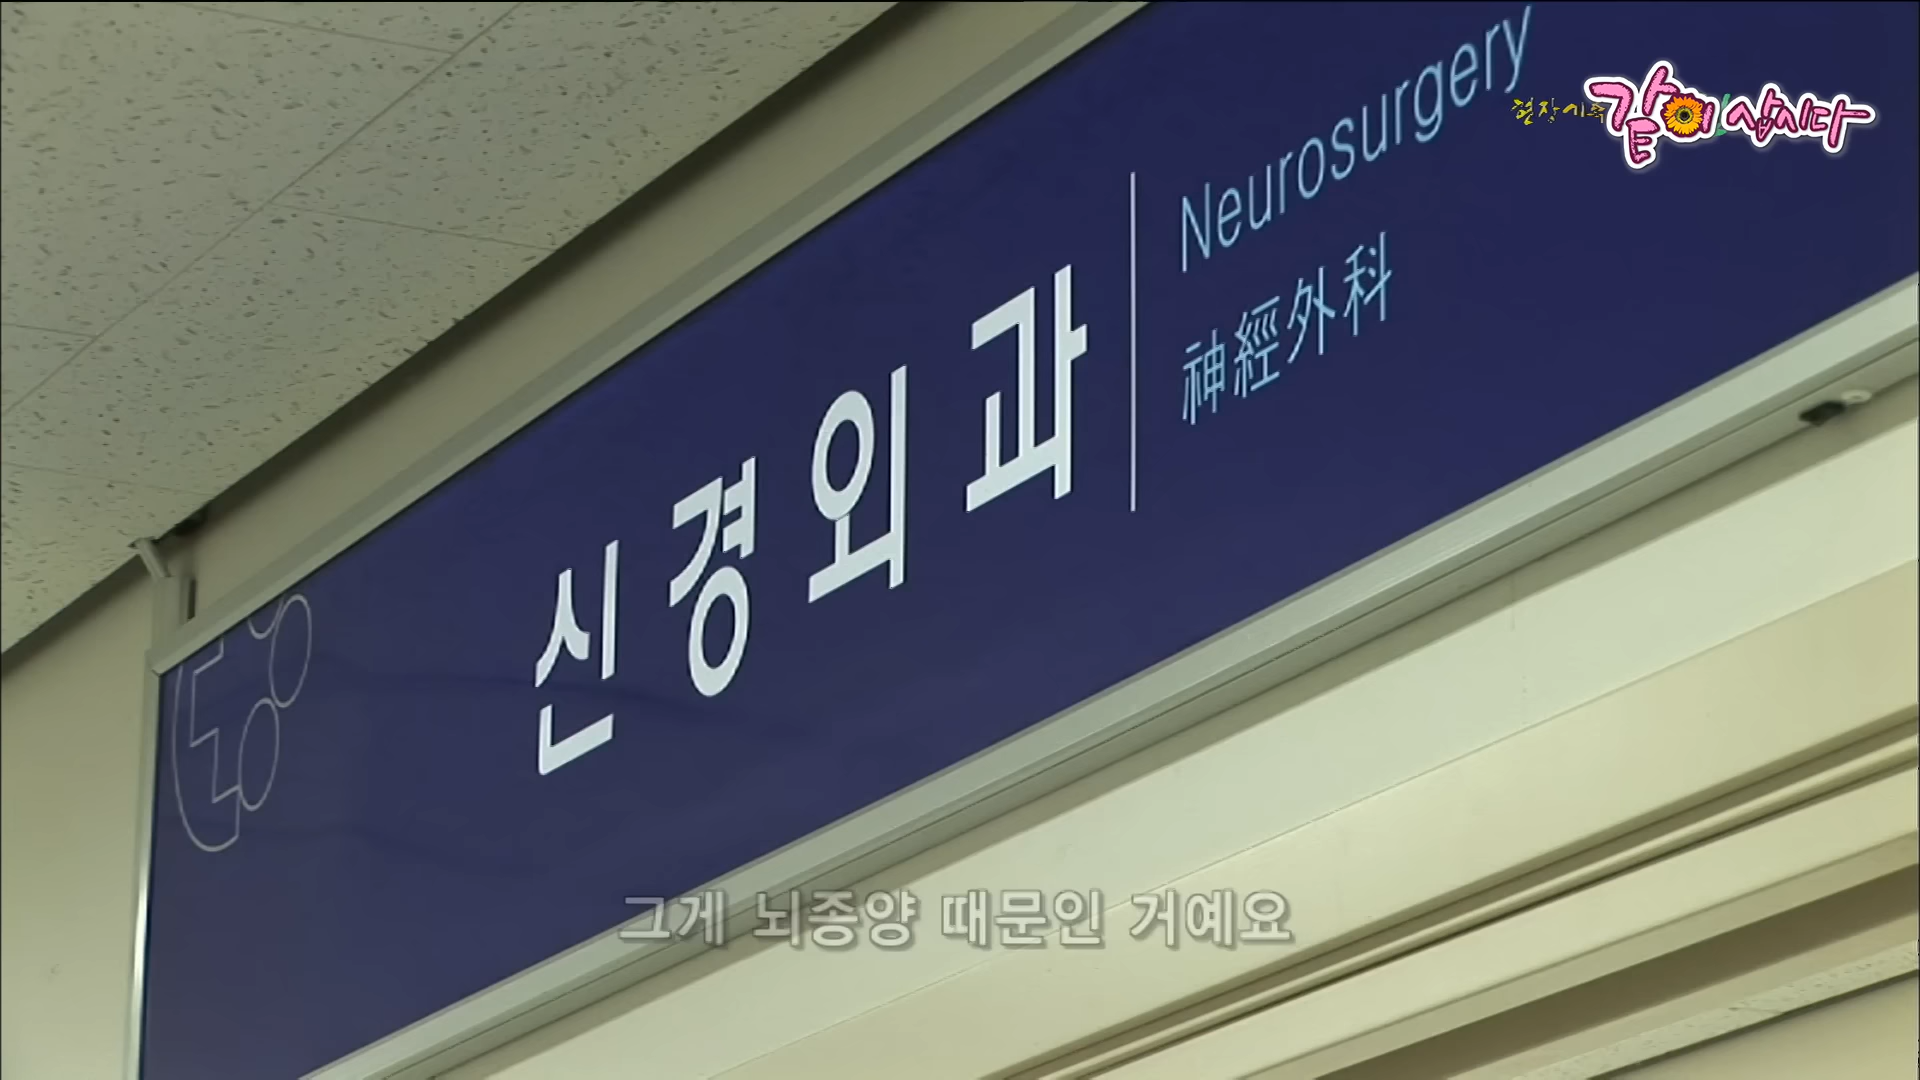 현장기록
같이 삽시다
Neurosurgery
神經外科
신경외과
그게 뇌종양 때문인 거예요